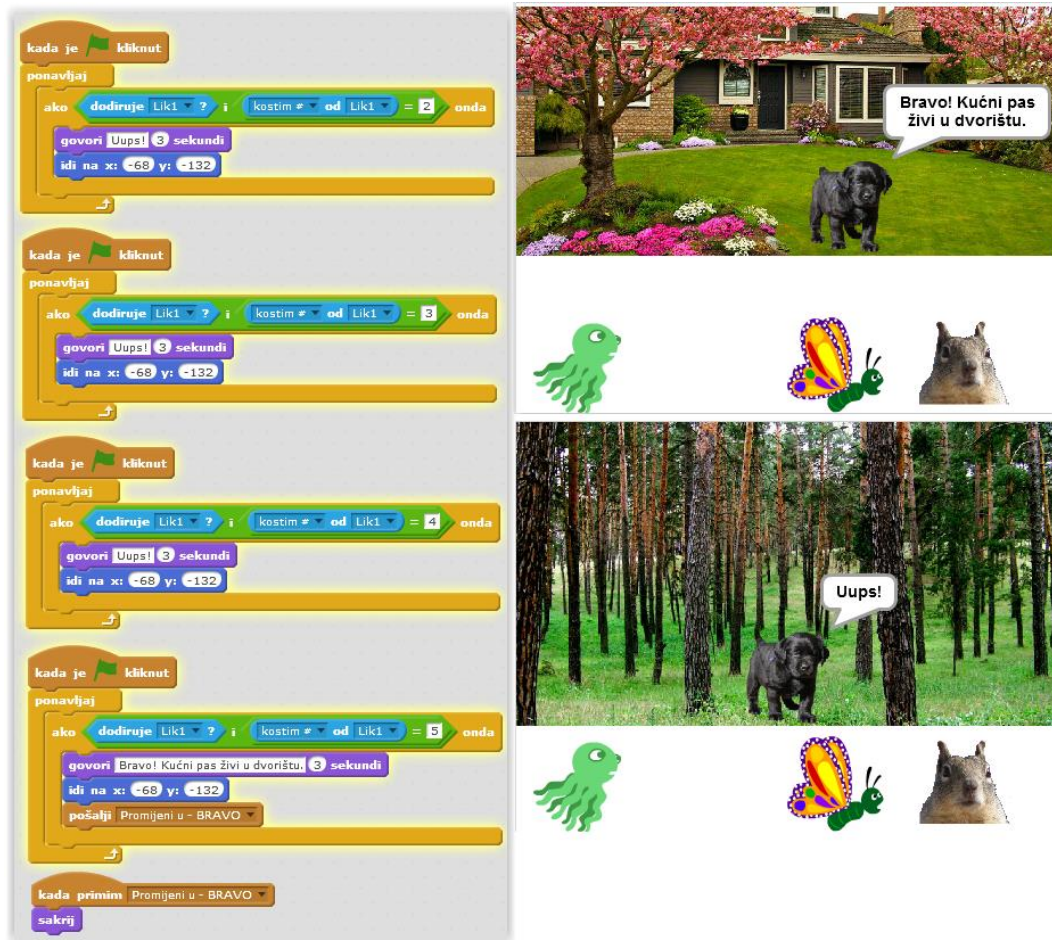 kada je kliknut
ponavljaj
ako dodiruje Lik1 ? i kostim # od Lik1 = 2 onda
govori Uups! 3 sekundi
idi na x: -68 y: -132
kada je kliknut
ponavljaj
ako dodiruje Lik1 ? i kostim # od Lik1 = 3 onda
govori Uups! 3 sekundi
idi na x: -68 y: -132
kada je kliknut
ponavljaj
ako dodiruje Lik1 ? i kostim # od Lik1 = 4 onda
govori Uups! 3 sekundi
idi na x: -68 y: -132
kada je kliknut
ponavljaj
ako dodiruje Lik1 ? i kostim # od Lik1 = 5 onda
govori Bravo! Kućni pas živi u dvorištu. 3 sekundi
idi na x: -68 y: -132
pošalji Promijeni u - BRAVO
kada primim Promijeni u - BRAVO
sakrij
Bravo! Kućni pas
živi u dvorištu.
Uups!